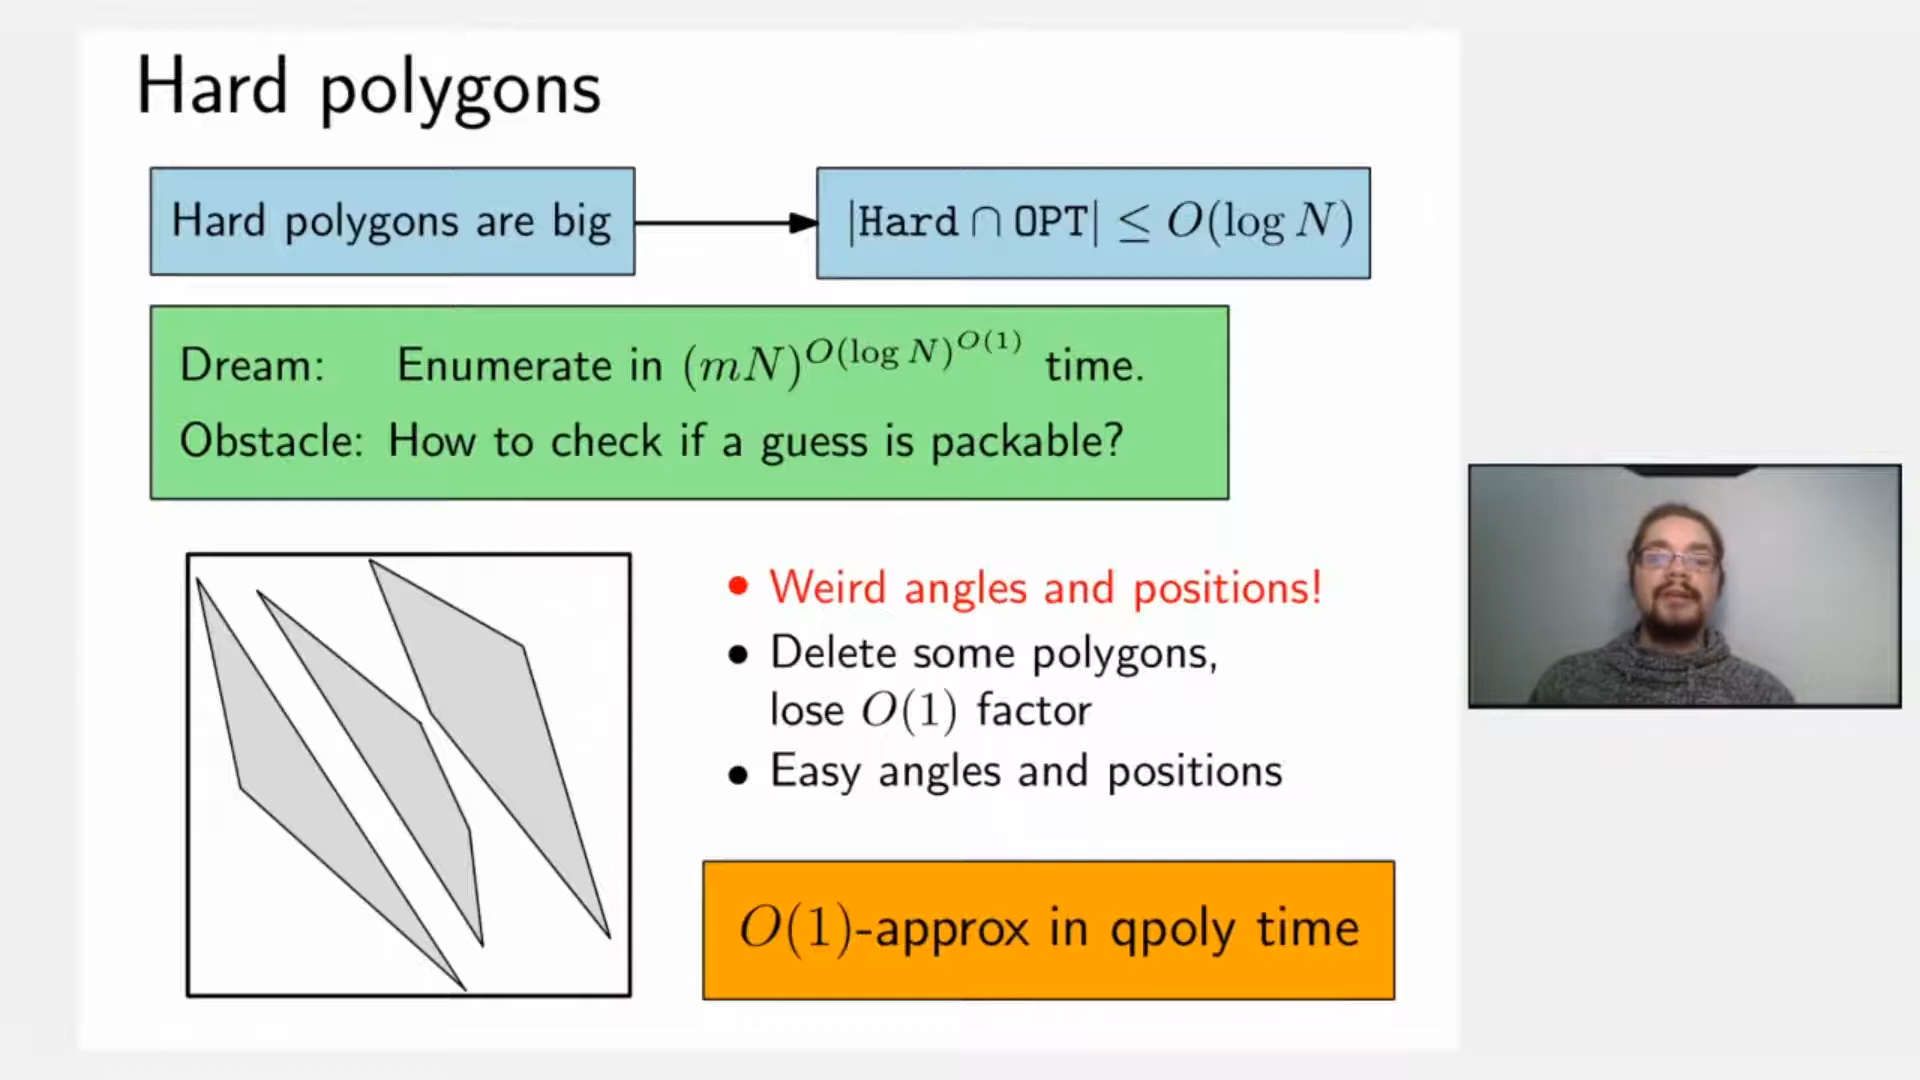 Hard polygons
Hard polygons are big
|Hard ∩ OPT| ≤ O(log N)
Dream: Enumerate in (mN)^{O(log N)^{O(1)}} time.
Obstacle: How to check if a guess is packable?
• Weird angles and positions!
• Delete some polygons,
lose O(1) factor
• Easy angles and positions
O(1)-approx in qpoly time